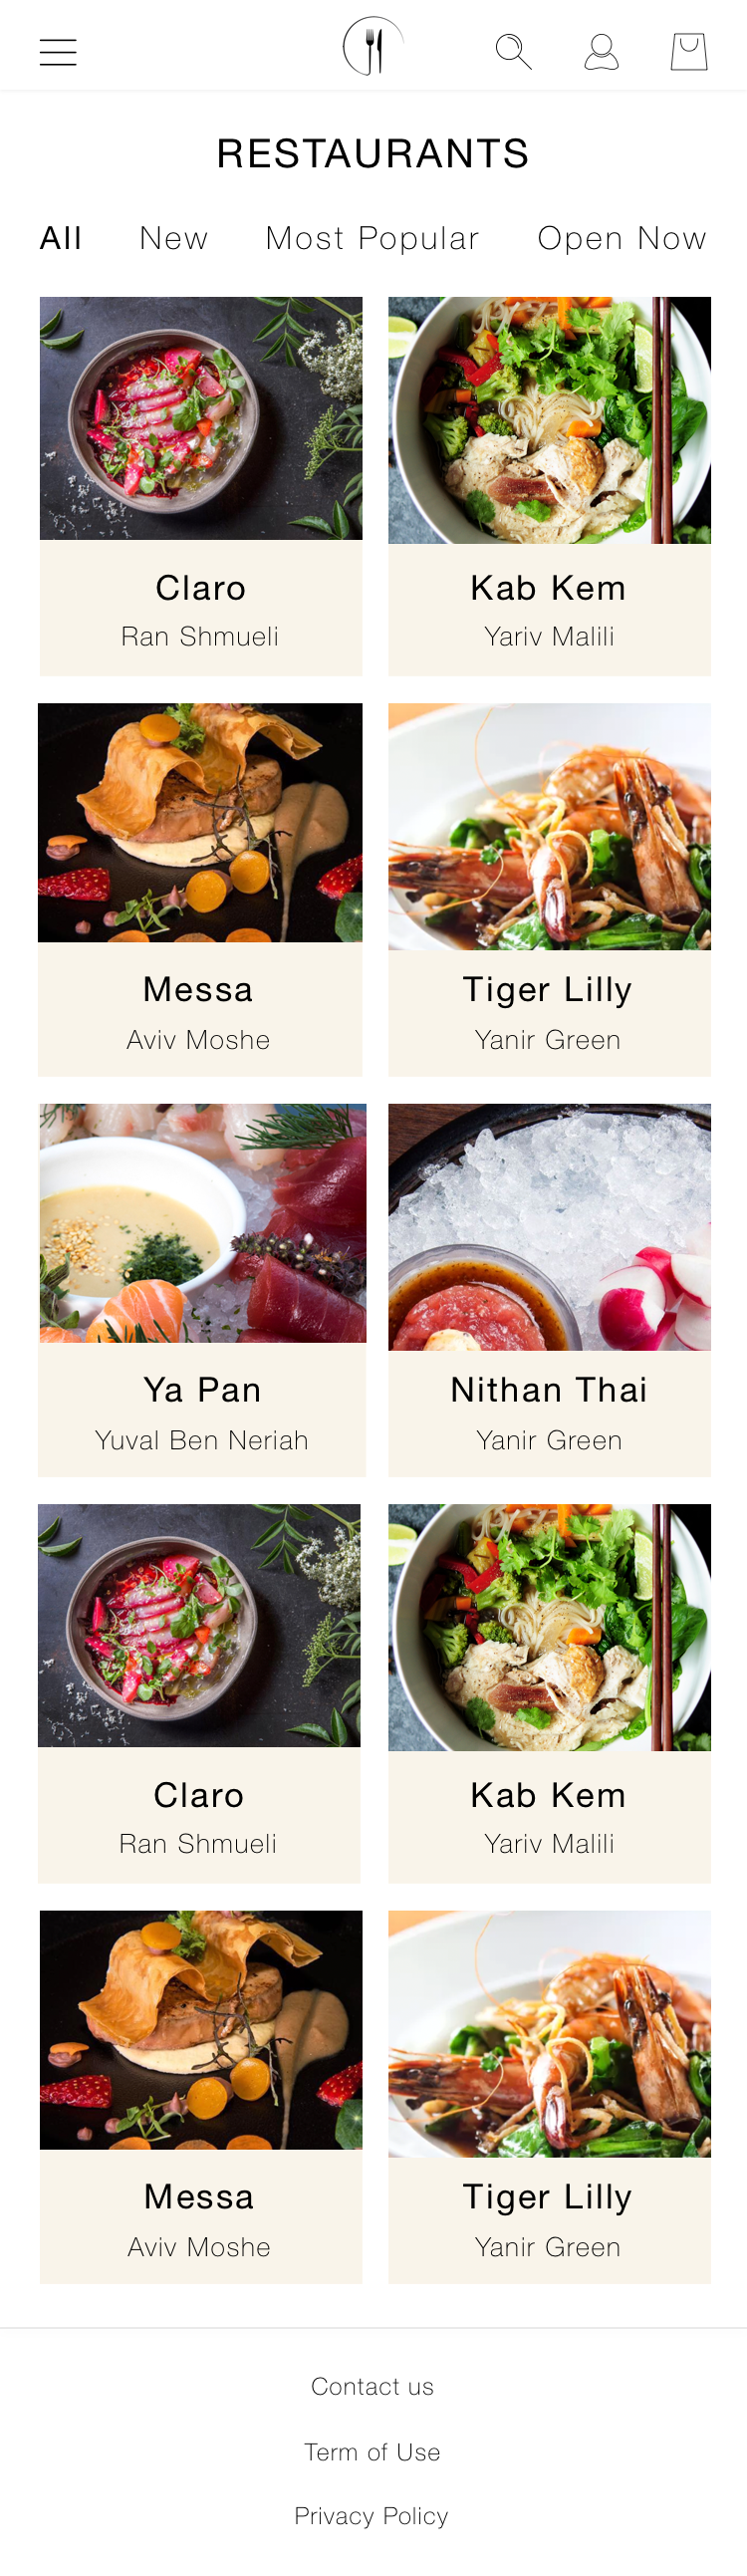 RESTAURANTS
All New Most Popular Open Now
Claro
Ran Shmueli
Kab Kem
Yariv Malili
Messa
Aviv Moshe
Tiger Lilly
Yanir Green
Ya Pan
Yuval Ben Neriah
Nithan Thai
Yanir Green
Claro
Ran Shmueli
Kab Kem
Yariv Malili
Messa
Aviv Moshe
Tiger Lilly
Yanir Green
Contact us
Term of Use
Privacy Policy